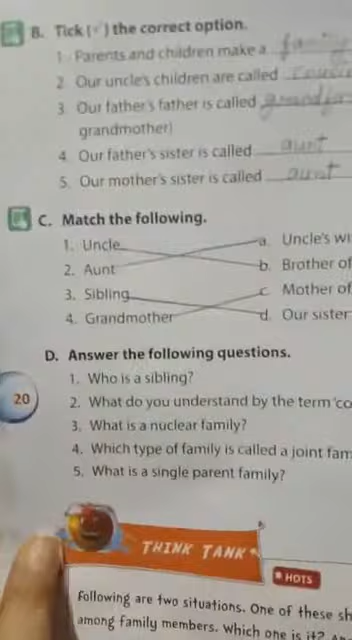 B. Tick (✓) the correct option.
1. Parents and children make a family
2. Our uncle's children are called
3. Our father's father is called
grandmother)
4. Our father's sister is called aunt
5. Our mother's sister is called aunt
C. Match the following.
1. Uncle a. Uncle's wi
2. Aunt b. Brother of
3. Sibling c. Mother of
4. Grandmother d. Our sister
D. Answer the following questions.
1. Who is a sibling?
2. What do you understand by the term 'co
20
3. What is a nuclear family?
4. Which type of family is called a joint fam
5. What is a single parent family?
THINK TANK
HOTS
Following are two situations. One of these sh
among family members. Which one is it?